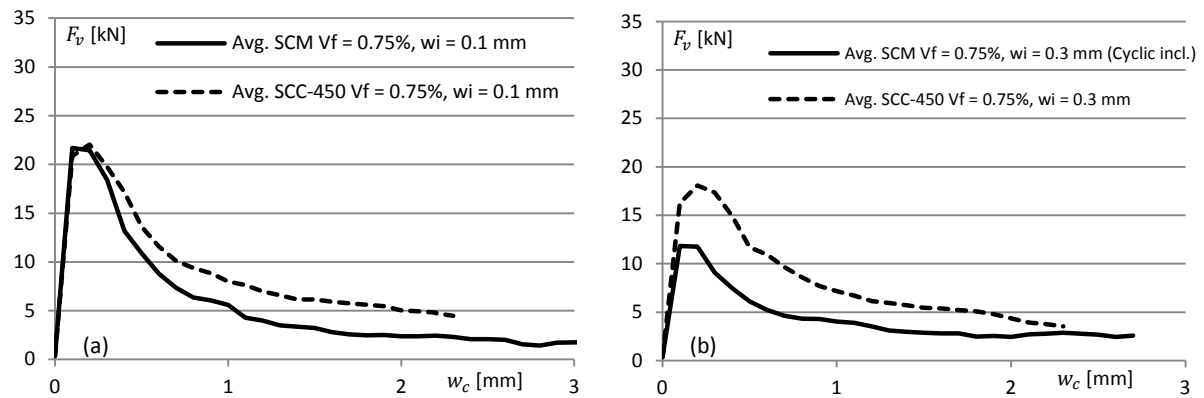 35
30
25
20
15
10
5
0
F_v [kN]
Avg. SCM Vf = 0.75%, wi = 0.1 mm
Avg. SCC-450 Vf = 0.75%, wi = 0.1 mm
(a)
0 1 2 3
w_c [mm]
35
30
25
20
15
10
5
0
F_v [kN]
Avg. SCM Vf = 0.75%, wi = 0.3 mm (Cyclic incl.)
Avg. SCC-450 Vf = 0.75%, wi = 0.3 mm
(b)
0 1 2 3
w_c [mm]